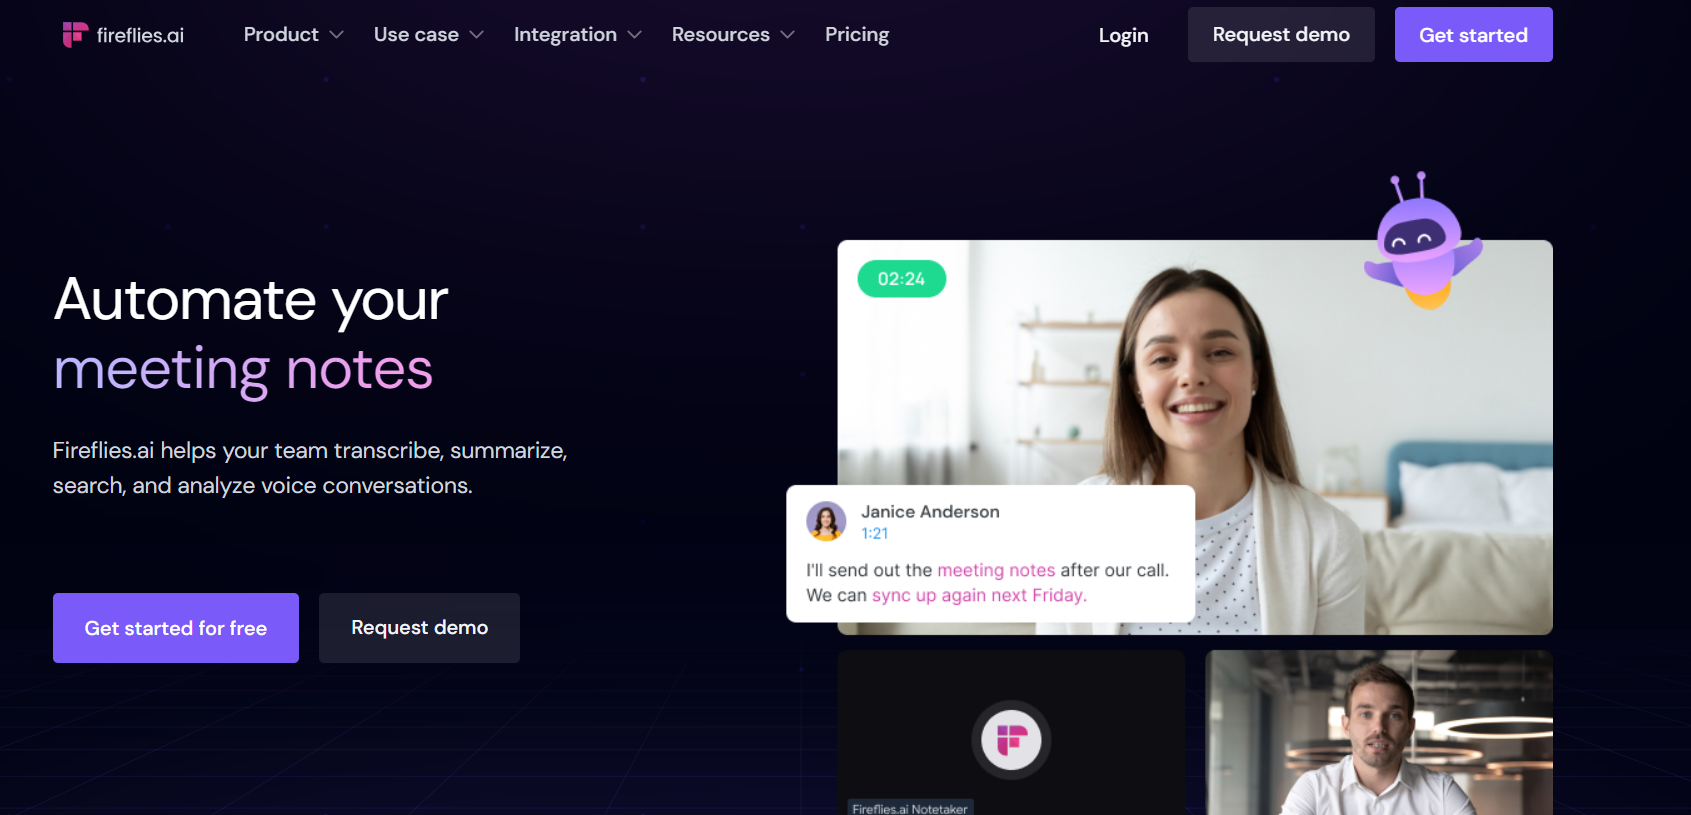 fireflies.ai
Product
Use case
Integration
Resources
Pricing
Login
Request demo
Get started
Automate your
meeting notes
Fireflies.ai helps your team transcribe, summarize,
search, and analyze voice conversations.
Get started for free
Request demo
02:24
Janice Anderson
1:21
I'll send out the meeting notes after our call.
We can sync up again next Friday.
Fireflies.ai Notetaker